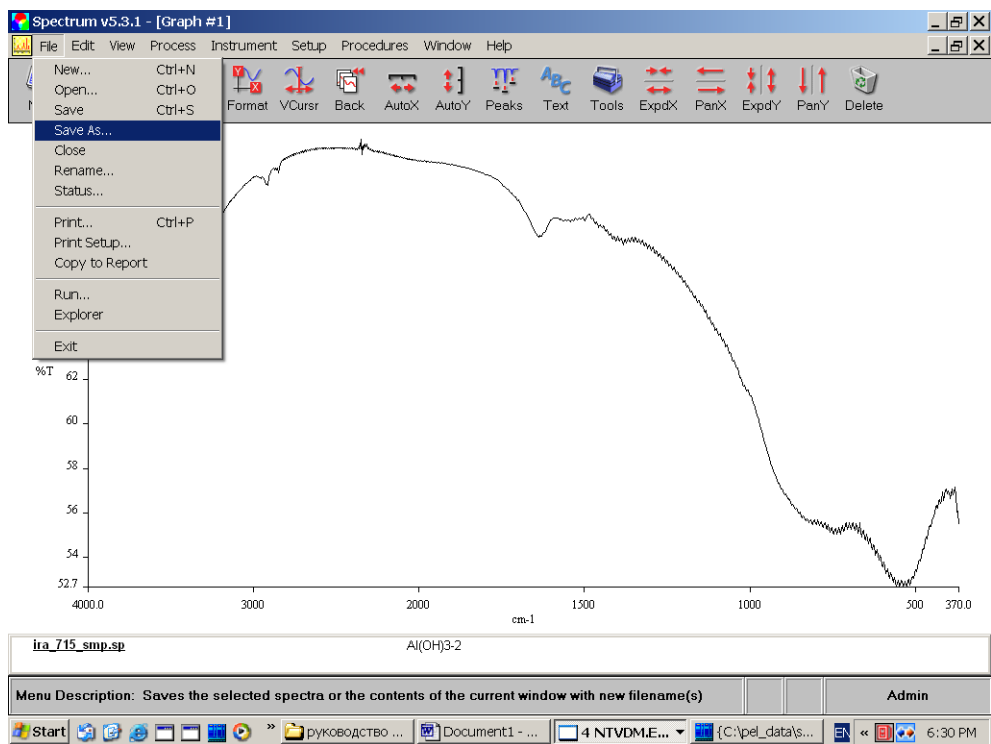 Spectrum v5.3.1 - [Graph #1]
File Edit View Process Instrument Setup Procedures Window Help
Format VCursr Back AutoX AutoY Peaks Text Tools ExpdX PanX ExpdY PanY Delete
New... Ctrl+N
Open... Ctrl+O
Save Ctrl+S
Save As...
Close
Rename...
Status...
Print... Ctrl+P
Print Setup...
Copy to Report
Run...
Explorer
Exit
%T
62
60
58
56
54
52.7
4000.0 3000 2000 1500 1000 500 370.0
cm-1
ira_715_smp.sp Al(OH)3-2
Menu Description: Saves the selected spectra or the contents of the current window with new filename(s) Admin
Start » руководство ... Document1 - ... 4 NTVDM.E... {C:\pel_data\s... EN « 6:30 PM